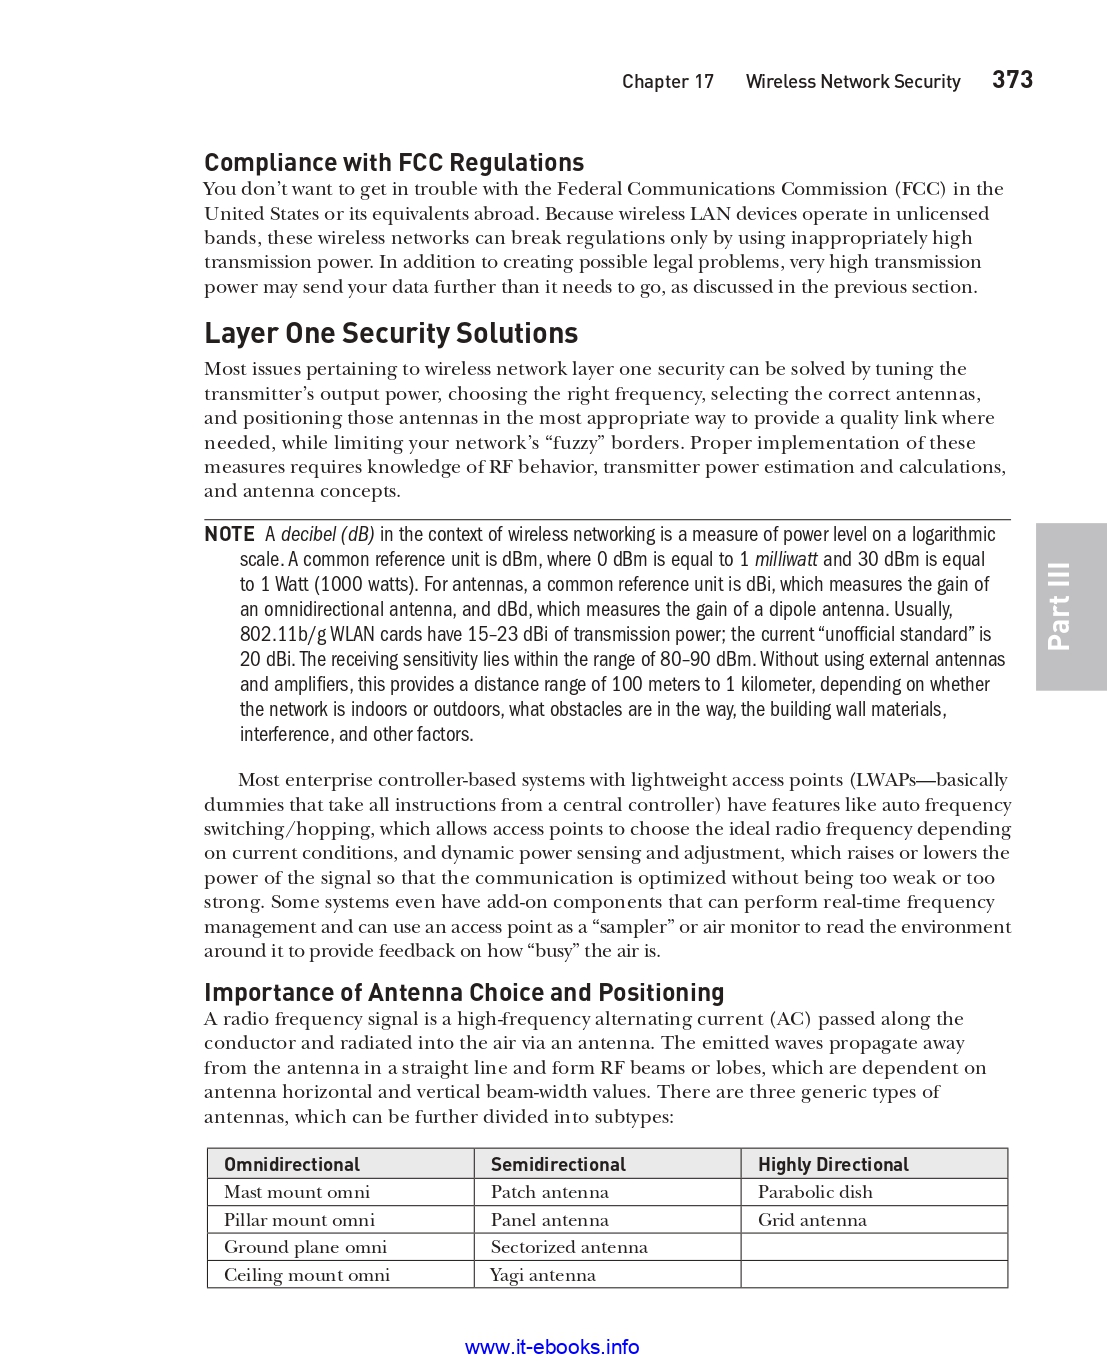 Chapter 17 Wireless Network Security 373
Compliance with FCC Regulations
You don't want to get in trouble with the Federal Communications Commission (FCC) in the
United States or its equivalents abroad. Because wireless LAN devices operate in unlicensed
bands, these wireless networks can break regulations only by using inappropriately high
transmission power. In addition to creating possible legal problems, very high transmission
power may send your data further than it needs to go, as discussed in the previous section.
Layer One Security Solutions
Most issues pertaining to wireless network layer one security can be solved by tuning the
transmitter's output power, choosing the right frequency, selecting the correct antennas,
and positioning those antennas in the most appropriate way to provide a quality link where
needed, while limiting your network's “fuzzy” borders. Proper implementation of these
measures requires knowledge of RF behavior, transmitter power estimation and calculations,
and antenna concepts.
NOTE A decibel (dB) in the context of wireless networking is a measure of power level on a logarithmic
scale. A common reference unit is dBm, where 0 dBm is equal to 1 milliwatt and 30 dBm is equal
to 1 Watt (1000 watts). For antennas, a common reference unit is dBi, which measures the gain of
an omnidirectional antenna, and dBd, which measures the gain of a dipole antenna. Usually,
802.11b/g WLAN cards have 15–23 dBi of transmission power; the current “unofficial standard” is
20 dBi. The receiving sensitivity lies within the range of 80–90 dBm. Without using external antennas
and amplifiers, this provides a distance range of 100 meters to 1 kilometer, depending on whether
the network is indoors or outdoors, what obstacles are in the way, the building wall materials,
interference, and other factors.
Part III
Most enterprise controller-based systems with lightweight access points (LWAPs—basically
dummies that take all instructions from a central controller) have features like auto frequency
switching/hopping, which allows access points to choose the ideal radio frequency depending
on current conditions, and dynamic power sensing and adjustment, which raises or lowers the
power of the signal so that the communication is optimized without being too weak or too
strong. Some systems even have add-on components that can perform real-time frequency
management and can use an access point as a “sampler” or air monitor to read the environment
around it to provide feedback on how “busy” the air is.
Importance of Antenna Choice and Positioning
A radio frequency signal is a high-frequency alternating current (AC) passed along the
conductor and radiated into the air via an antenna. The emitted waves propagate away
from the antenna in a straight line and form RF beams or lobes, which are dependent on
antenna horizontal and vertical beam-width values. There are three generic types of
antennas, which can be further divided into subtypes:
Omnidirectional Semidirectional Highly Directional
Mast mount omni Patch antenna Parabolic dish
Pillar mount omni Panel antenna Grid antenna
Ground plane omni Sectorized antenna
Ceiling mount omni Yagi antenna
www.it-ebooks.info